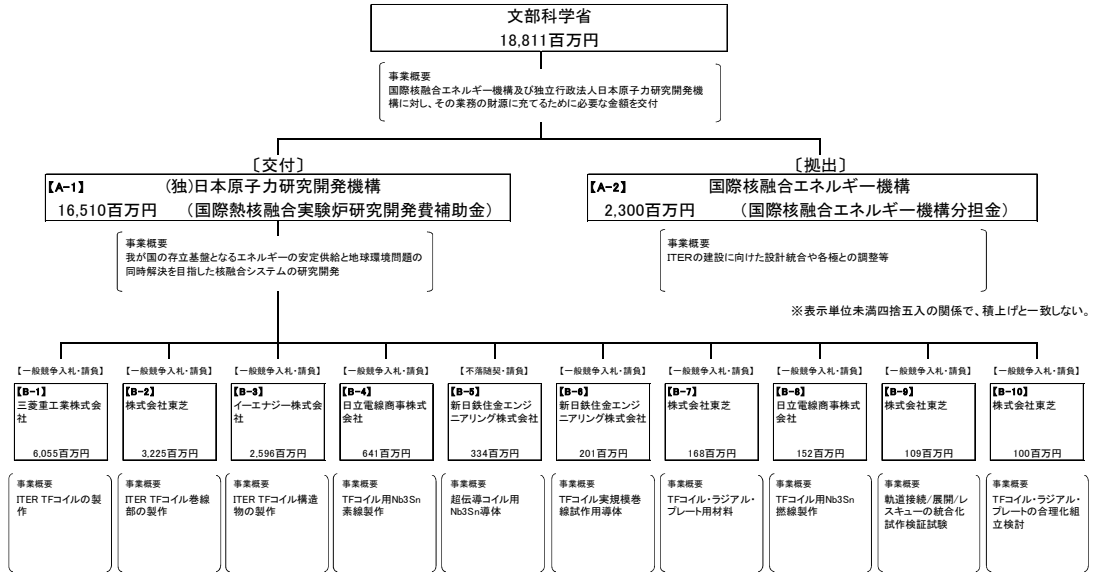 文部科学省
18,811百万円
事業概要
国際核融合エネルギー機構及び独立行政法人日本原子力研究開発機
構に対し、その業務の財源に充てるために必要な金額を交付
〔交付〕
【A-1】 (独)日本原子力研究開発機構
16,510百万円 (国際熱核融合実験炉研究開発費補助金)
事業概要
我が国の存立基盤となるエネルギーの安定供給と地球環境問題の
同時解決を目指した核融合システムの研究開発
〔拠出〕
【A-2】 国際核融合エネルギー機構
2,300百万円 (国際核融合エネルギー機構分担金)
事業概要
ITERの建設に向けた設計統合や各極との調整等
※表示単位未満四捨五入の関係で、積上げと一致しない。
【一般競争入札・請負】
【B-1】
三菱重工業株式会
社
6,055百万円
事業概要
ITER TFコイルの製
作
【一般競争入札・請負】
【B-2】
株式会社東芝
3,225百万円
事業概要
ITER TFコイル巻線
部の製作
【一般競争入札・請負】
【B-3】
イーエナジー株式会
社
2,596百万円
事業概要
ITER TFコイル構造
物の製作
【一般競争入札・請負】
【B-4】
日立電線商事株式
会社
641百万円
事業概要
TFコイル用Nb3Sn
素線製作
【不落随契・請負】
【B-5】
新日鉄住金エンジ
ニアリング株式会社
334百万円
事業概要
超伝導コイル用
Nb3Sn導体
【一般競争入札・請負】
【B-6】
新日鉄住金エンジ
ニアリング株式会社
201百万円
事業概要
TFコイル実規模巻
線試作用導体
【一般競争入札・請負】
【B-7】
株式会社東芝
168百万円
事業概要
TFコイル・ラジアル・
プレート用材料
【一般競争入札・請負】
【B-8】
日立電線商事株式
会社
152百万円
事業概要
TFコイル用Nb3Sn
撚線製作
【一般競争入札・請負】
【B-9】
株式会社東芝
109百万円
事業概要
軌道接続/展開/レ
スキューの統合化
試作検証試験
【一般競争入札・請負】
【B-10】
株式会社東芝
100百万円
事業概要
TFコイル・ラジアル・
プレートの合理化組
立検討